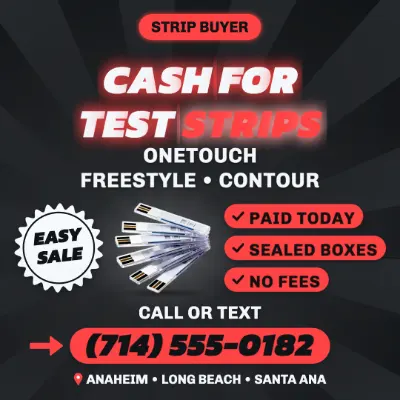 STRIP BUYER
CASH FOR
TEST STRIPS
ONETOUCH
FREESTYLE • CONTOUR
EASY
SALE
PAID TODAY
SEALED BOXES
NO FEES
CALL OR TEXT
(714) 555-0182
ANAHEIM • LONG BEACH • SANTA ANA